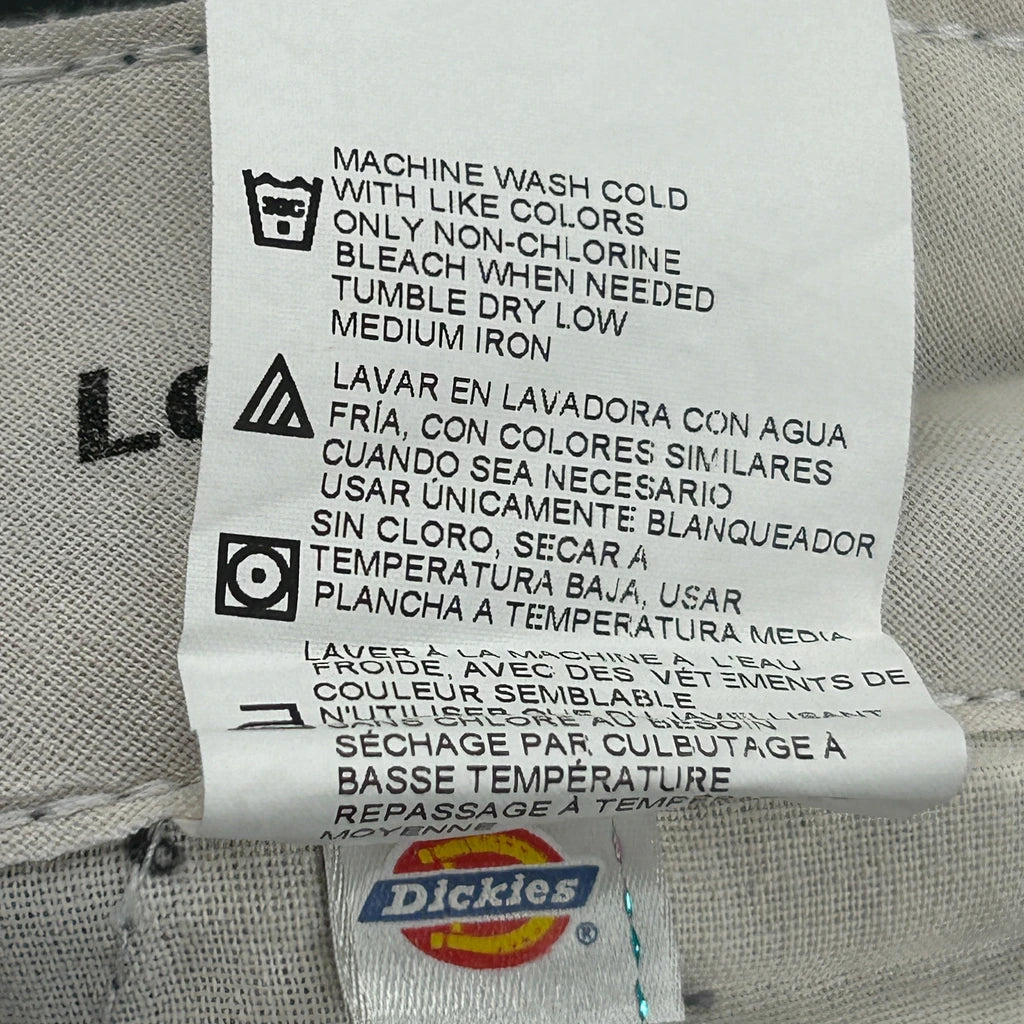 MACHINE WASH COLD
WITH LIKE COLORS
ONLY NON-CHLORINE
BLEACH WHEN NEEDED
TUMBLE DRY LOW
MEDIUM IRON
30C
LAVAR EN LAVADORA CON AGUA
FRÍA, CON COLORES SIMILARES
CUANDO SEA NECESARIO
USAR ÚNICAMENTE BLANQUEADOR
SIN CLORO, SECAR A
TEMPERATURA BAJA, USAR
PLANCHA A TEMPERATURA MEDIA
LAVER À LA MACHINE À L'EAU
FROIDE, AVEC DES VÊTEMENTS DE
COULEUR SEMBLABLE
N'UTILISER
SÉCHAGE PAR CULBUTAGE À
BASSE TEMPÉRATURE
REPASSAGE À
MOYENNE
Dickies®